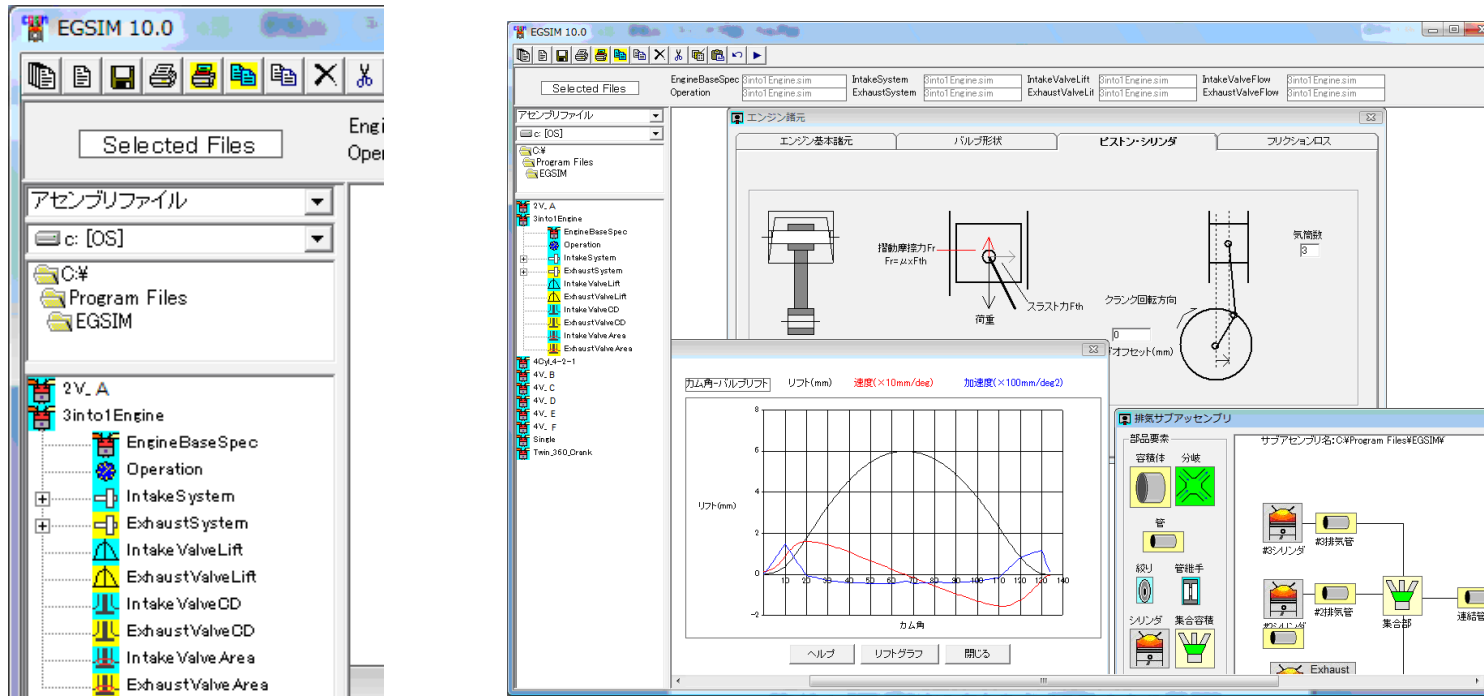 EGSIM 10.0
Selected Files
Engi
Oper
アセンブリファイル
c: [OS]
C:¥
Program Files
EGSIM
2V_A
3into1Engine
EngineBaseSpec
Operation
IntakeSystem
ExhaustSystem
IntakeValveLift
ExhaustValveLift
IntakeValveCD
ExhaustValveCD
IntakeValveArea
ExhaustValveArea
EGSIM 10.0
Selected Files
EngineBaseSpec 3into1Engine.sim IntakeSystem 3into1Engine.sim IntakeValveLift 3into1Engine.sim IntakeValveFlow 3into1Engine.sim
Operation 3into1Engine.sim ExhaustSystem 3into1Engine.sim ExhaustValveLif 3into1Engine.sim ExhaustValveFlow 3into1Engine.sim
アセンブリファイル
c: [OS]
C:¥
Program Files
EGSIM
2V_A
3into1Engine
EngineBaseSpec
Operation
IntakeSystem
ExhaustSystem
IntakeValveLift
ExhaustValveLift
IntakeValveCD
ExhaustValveCD
IntakeValveArea
ExhaustValveArea
4Cyl_4-2-1
4V_B
4V_C
4V_D
4V_E
4V_F
Single
Twin_360_Crank
エンジン諸元
エンジン基本諸元 バルブ形状 ピストン・シリンダ フリクションロス
摺動摩擦力Fr
Fr=μxFth
スラスト力Fth
荷重
気筒数
3
クランク回転方向
0
オフセット(mm)
カム角-バルブリフト リフト(mm) 速度(×10mm/deg) 加速度(×100mm/deg2)
8
6
4
リフト(mm)
2
0
-2
10 20 30 40 50 60 70 80 90 100 110 120 130 140
カム角
ヘルプ リフトグラフ 閉じる
排気サブアッセンブリ
部品要素
サブアセンブリ名:C:¥Program Files¥EGSIM¥
容積体 分岐
管
絞り 管継手
シリンダ 集合容積
#3シリンダ #3排気管
#2シリンダ #2排気管 集合部 連結管
Exhaust